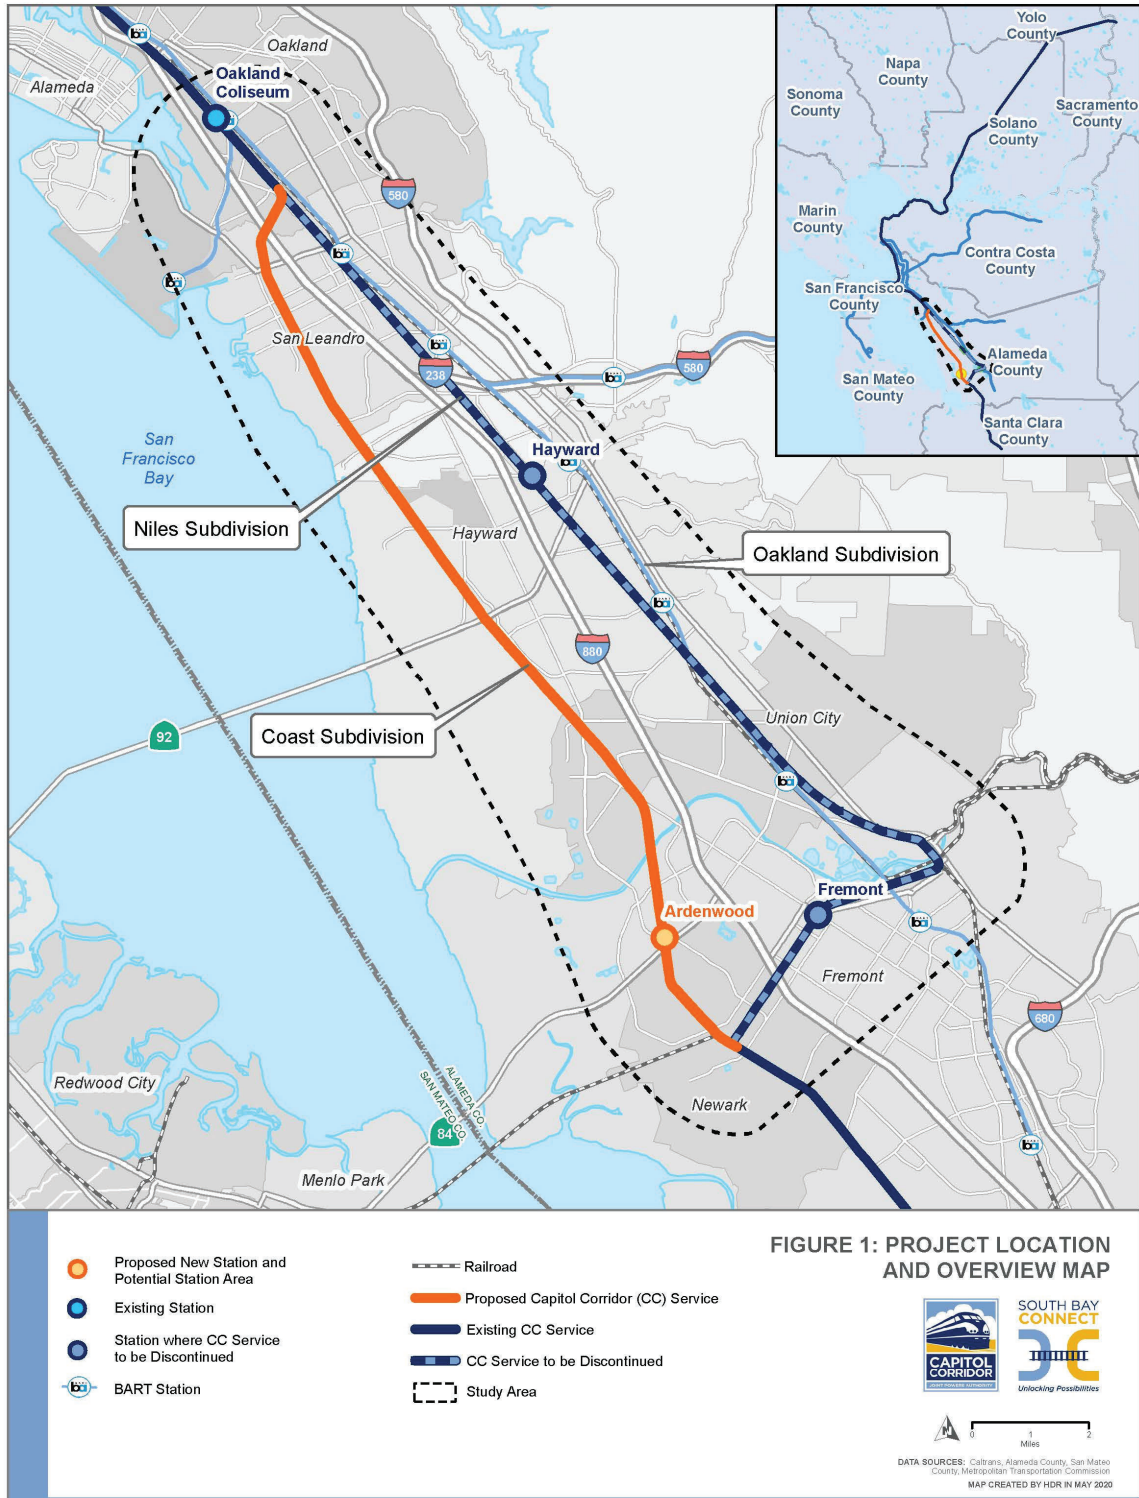 Oakland
Alameda
Oakland
Coliseum
580
San Leandro
238
580
San
Francisco
Bay
Hayward
Niles Subdivision
Hayward
Oakland Subdivision
880
Coast Subdivision
92
Union City
Fremont
Ardenwood
Fremont
680
Redwood City
ALAMEDA CO.
SAN MATEO CO.
Newark
84
Menlo Park
Yolo
County
Napa
County
Sonoma
County
Sacramento
County
Solano
County
Marin
County
Contra Costa
County
San Francisco
County
Alameda
County
San Mateo
County
Santa Clara
County
Proposed New Station and
Potential Station Area
Existing Station
Station where CC Service
to be Discontinued
ba
BART Station
Railroad
Proposed Capitol Corridor (CC) Service
Existing CC Service
CC Service to be Discontinued
Study Area
FIGURE 1: PROJECT LOCATION
AND OVERVIEW MAP
CAPITOL
CORRIDOR
JOINT POWERS AUTHORITY
SOUTH BAY
CONNECT
Unlocking Possibilities
N
0 1 2
Miles
DATA SOURCES: Caltrans, Alameda County, San Mateo
County, Metropolitan Transportation Commission
MAP CREATED BY HDR IN MAY 2020